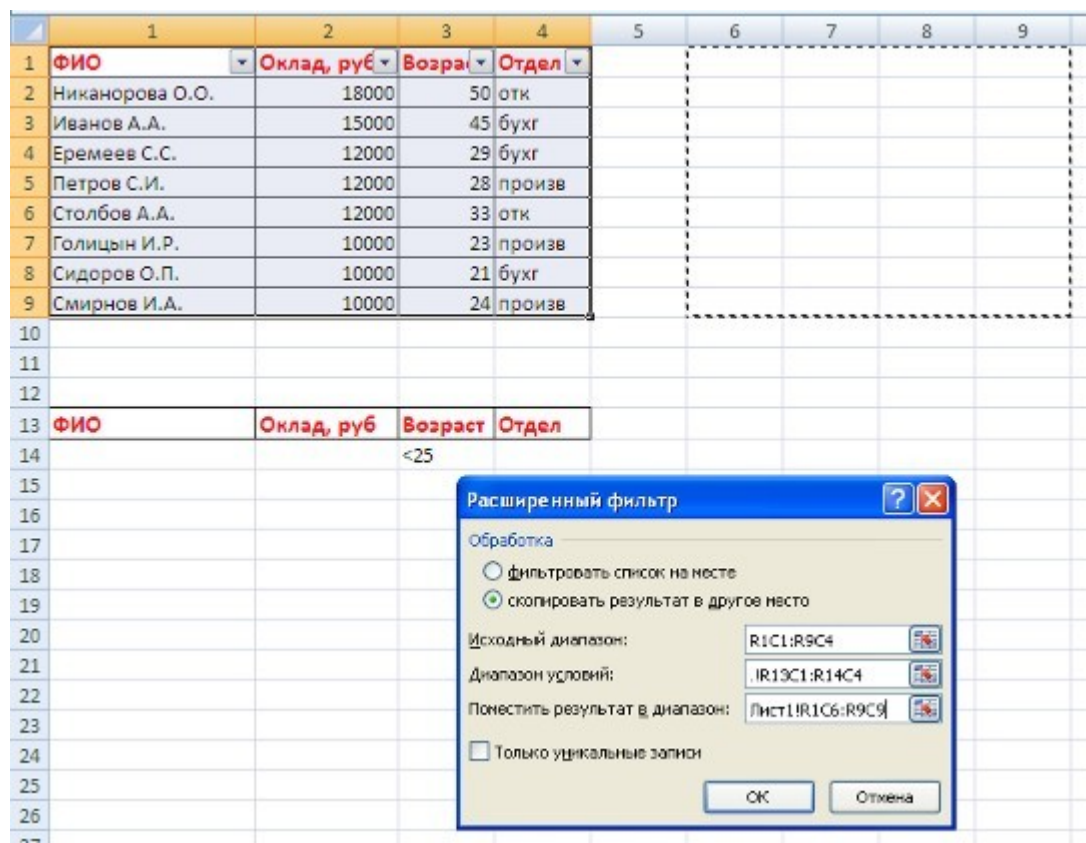 1 2 3 4 5 6 7 8 9
1 ФИО Оклад, руб Возра Отдел
2 Никанорова О.О. 18000 50 отк
3 Иванов А.А. 15000 45 бухг
4 Еремеев С.С. 12000 29 бухг
5 Петров С.И. 12000 28 произв
6 Столбов А.А. 12000 33 отк
7 Голицын И.Р. 10000 23 произв
8 Сидоров О.П. 10000 21 бухг
9 Смирнов И.А. 10000 24 произв
10
11
12
13 ФИО Оклад, руб Возраст Отдел
14 <25
15
Расширенный фильтр
16
17 Обработка
18 фильтровать список на месте
19 скопировать результат в другое место
20 Исходный диапазон: R1C1:R9C4
21 Диапазон условий: .!R13C1:R14C4
22 Поместить результат в диапазон: Лист1!R1C6:R9C9
23
24 Только уникальные записи
25
ОК Отмена
26
27